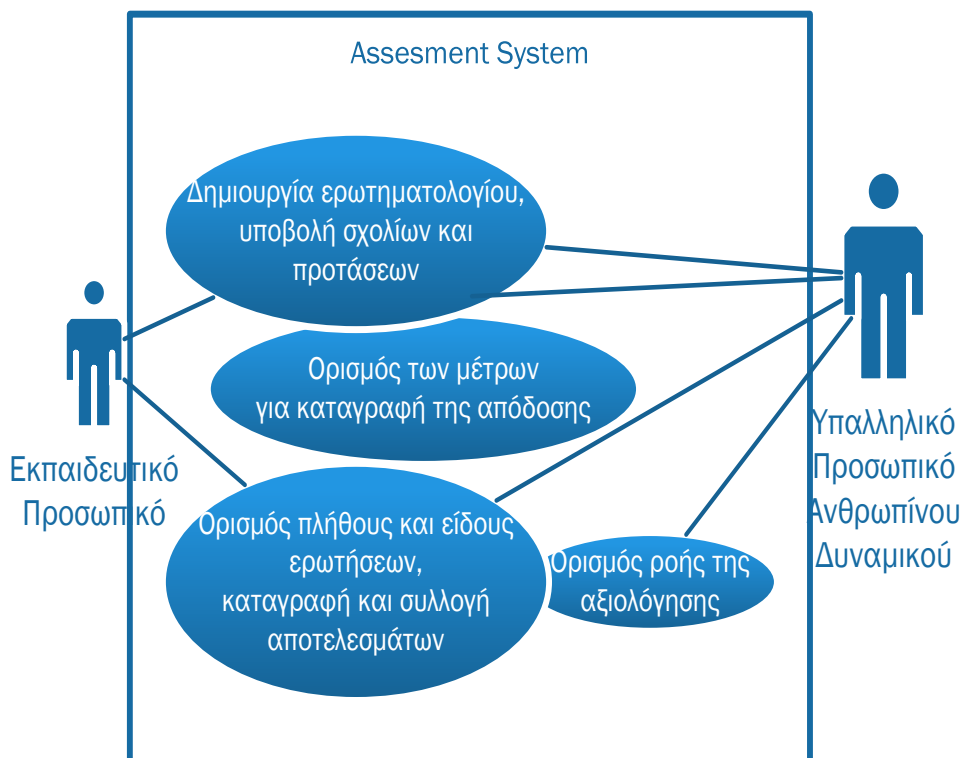 Assesment System
Δημιουργία ερωτηματολογίου,
υποβολή σχολίων και
προτάσεων
Ορισμός των μέτρων
για καταγραφή της απόδοσης
Εκπαιδευτικό
Προσωπικό
Ορισμός πλήθους και είδους
ερωτήσεων,
καταγραφή και συλλογή
αποτελεσμάτων
Ορισμός ροής της
αξιολόγησης
Υπαλληλικό
Προσωπικό
Ανθρωπίνου
Δυναμικού